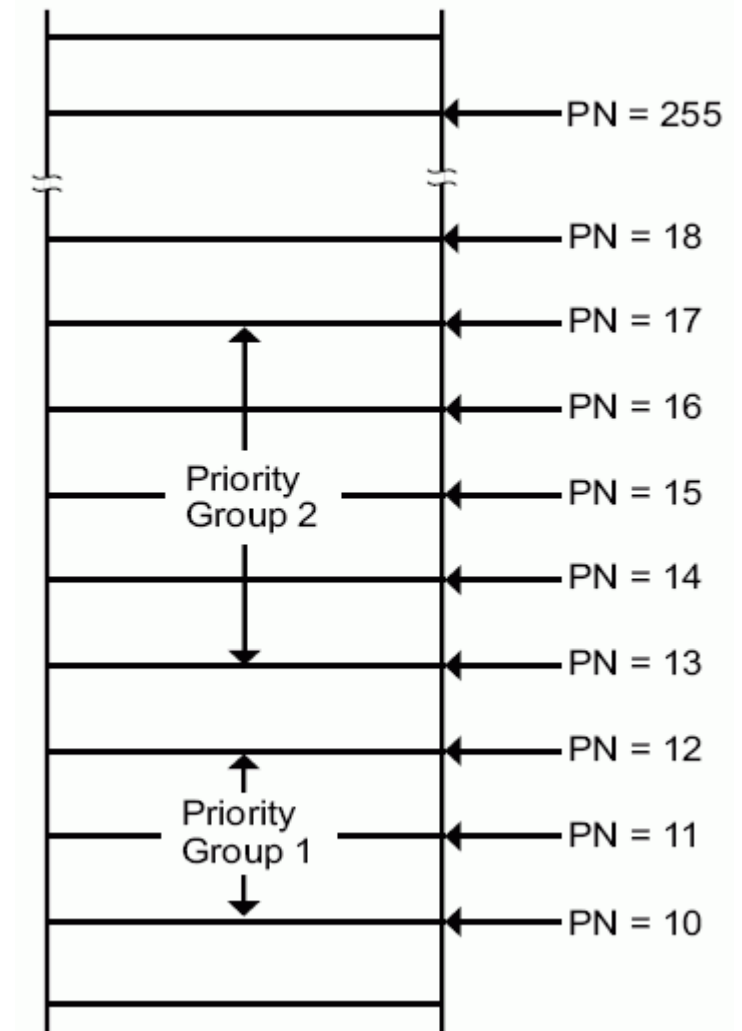 PN = 255
PN = 18
PN = 17
PN = 16
Priority
Group 2
PN = 15
PN = 14
PN = 13
PN = 12
Priority
Group 1
PN = 11
PN = 10